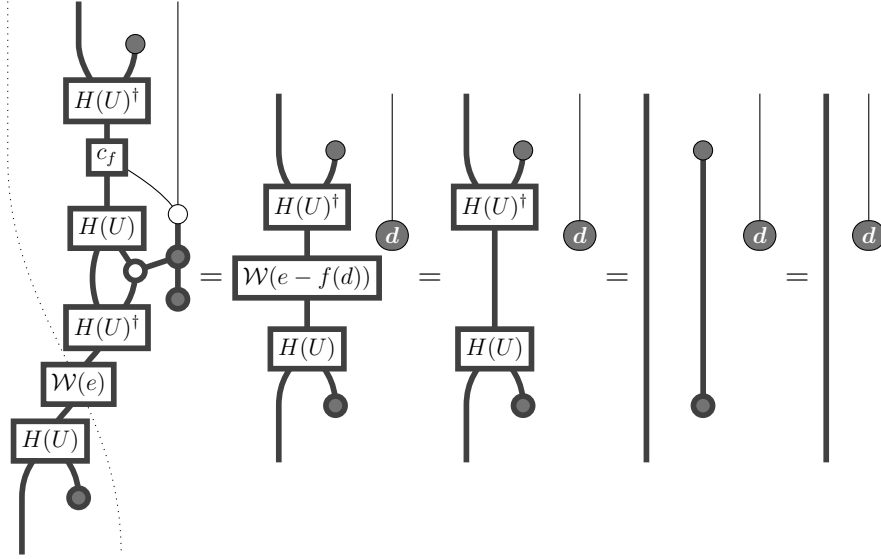 H(U)†
c_f
H(U)
H(U)†
𝒲(e)
H(U)
=
H(U)†
d
𝒲(e − f(d))
H(U)
=
H(U)†
d
H(U)
=
d
=
d